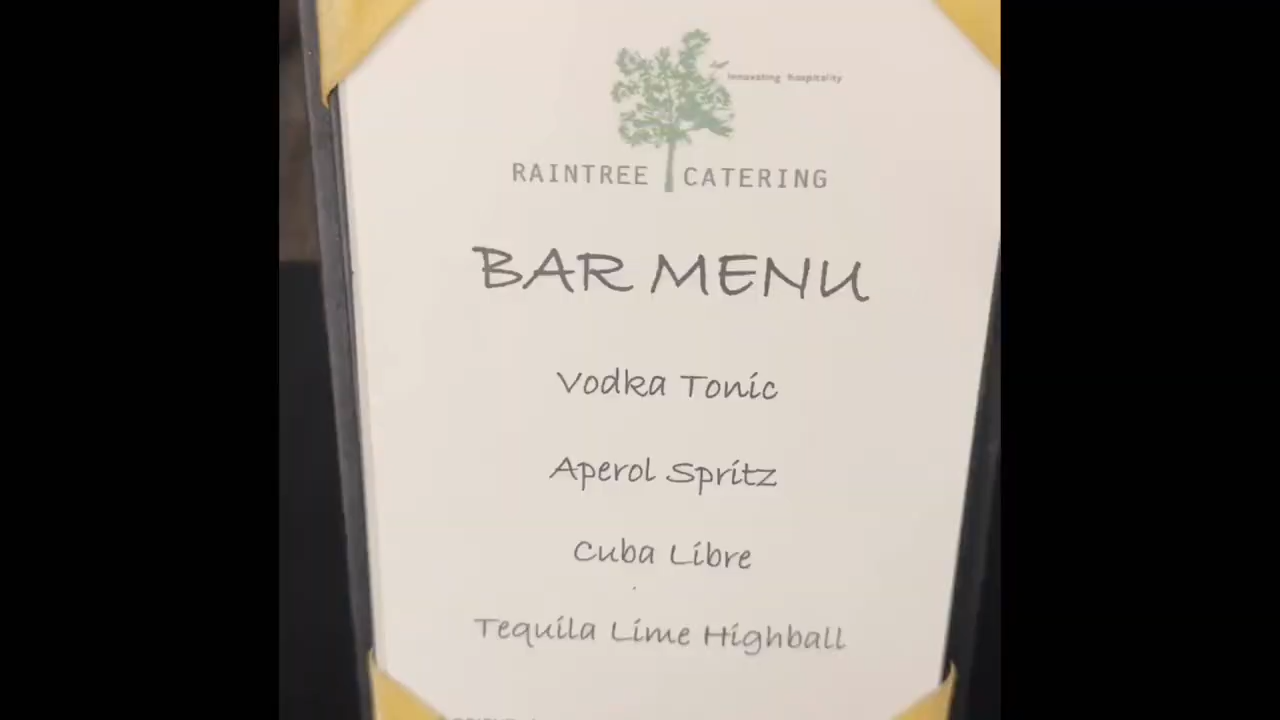 innovating hospitality
RAINTREE CATERING
BAR MENU
Vodka Tonic
Aperol Spritz
Cuba Libre
Tequila Lime Highball